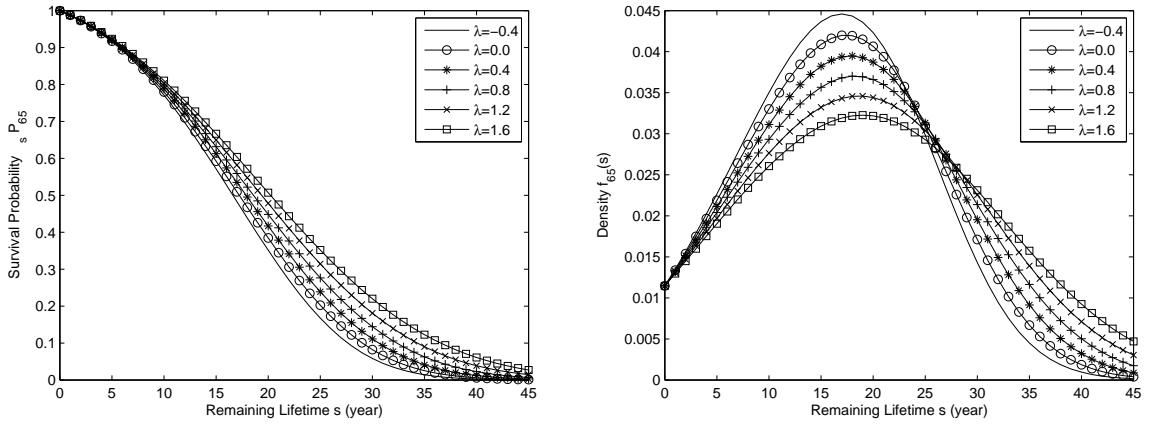 1
0.9
0.8
0.7
0.6
0.5
0.4
0.3
0.2
0.1
0
Survival Probability ₛP₆₅
0 5 10 15 20 25 30 35 40 45
Remaining Lifetime s (year)
λ=−0.4
λ=0.0
λ=0.4
λ=0.8
λ=1.2
λ=1.6
0.045
0.04
0.035
0.03
0.025
0.02
0.015
0.01
0.005
0
Density f₆₅(s)
0 5 10 15 20 25 30 35 40 45
Remaining Lifetime s (year)
λ=−0.4
λ=0.0
λ=0.4
λ=0.8
λ=1.2
λ=1.6